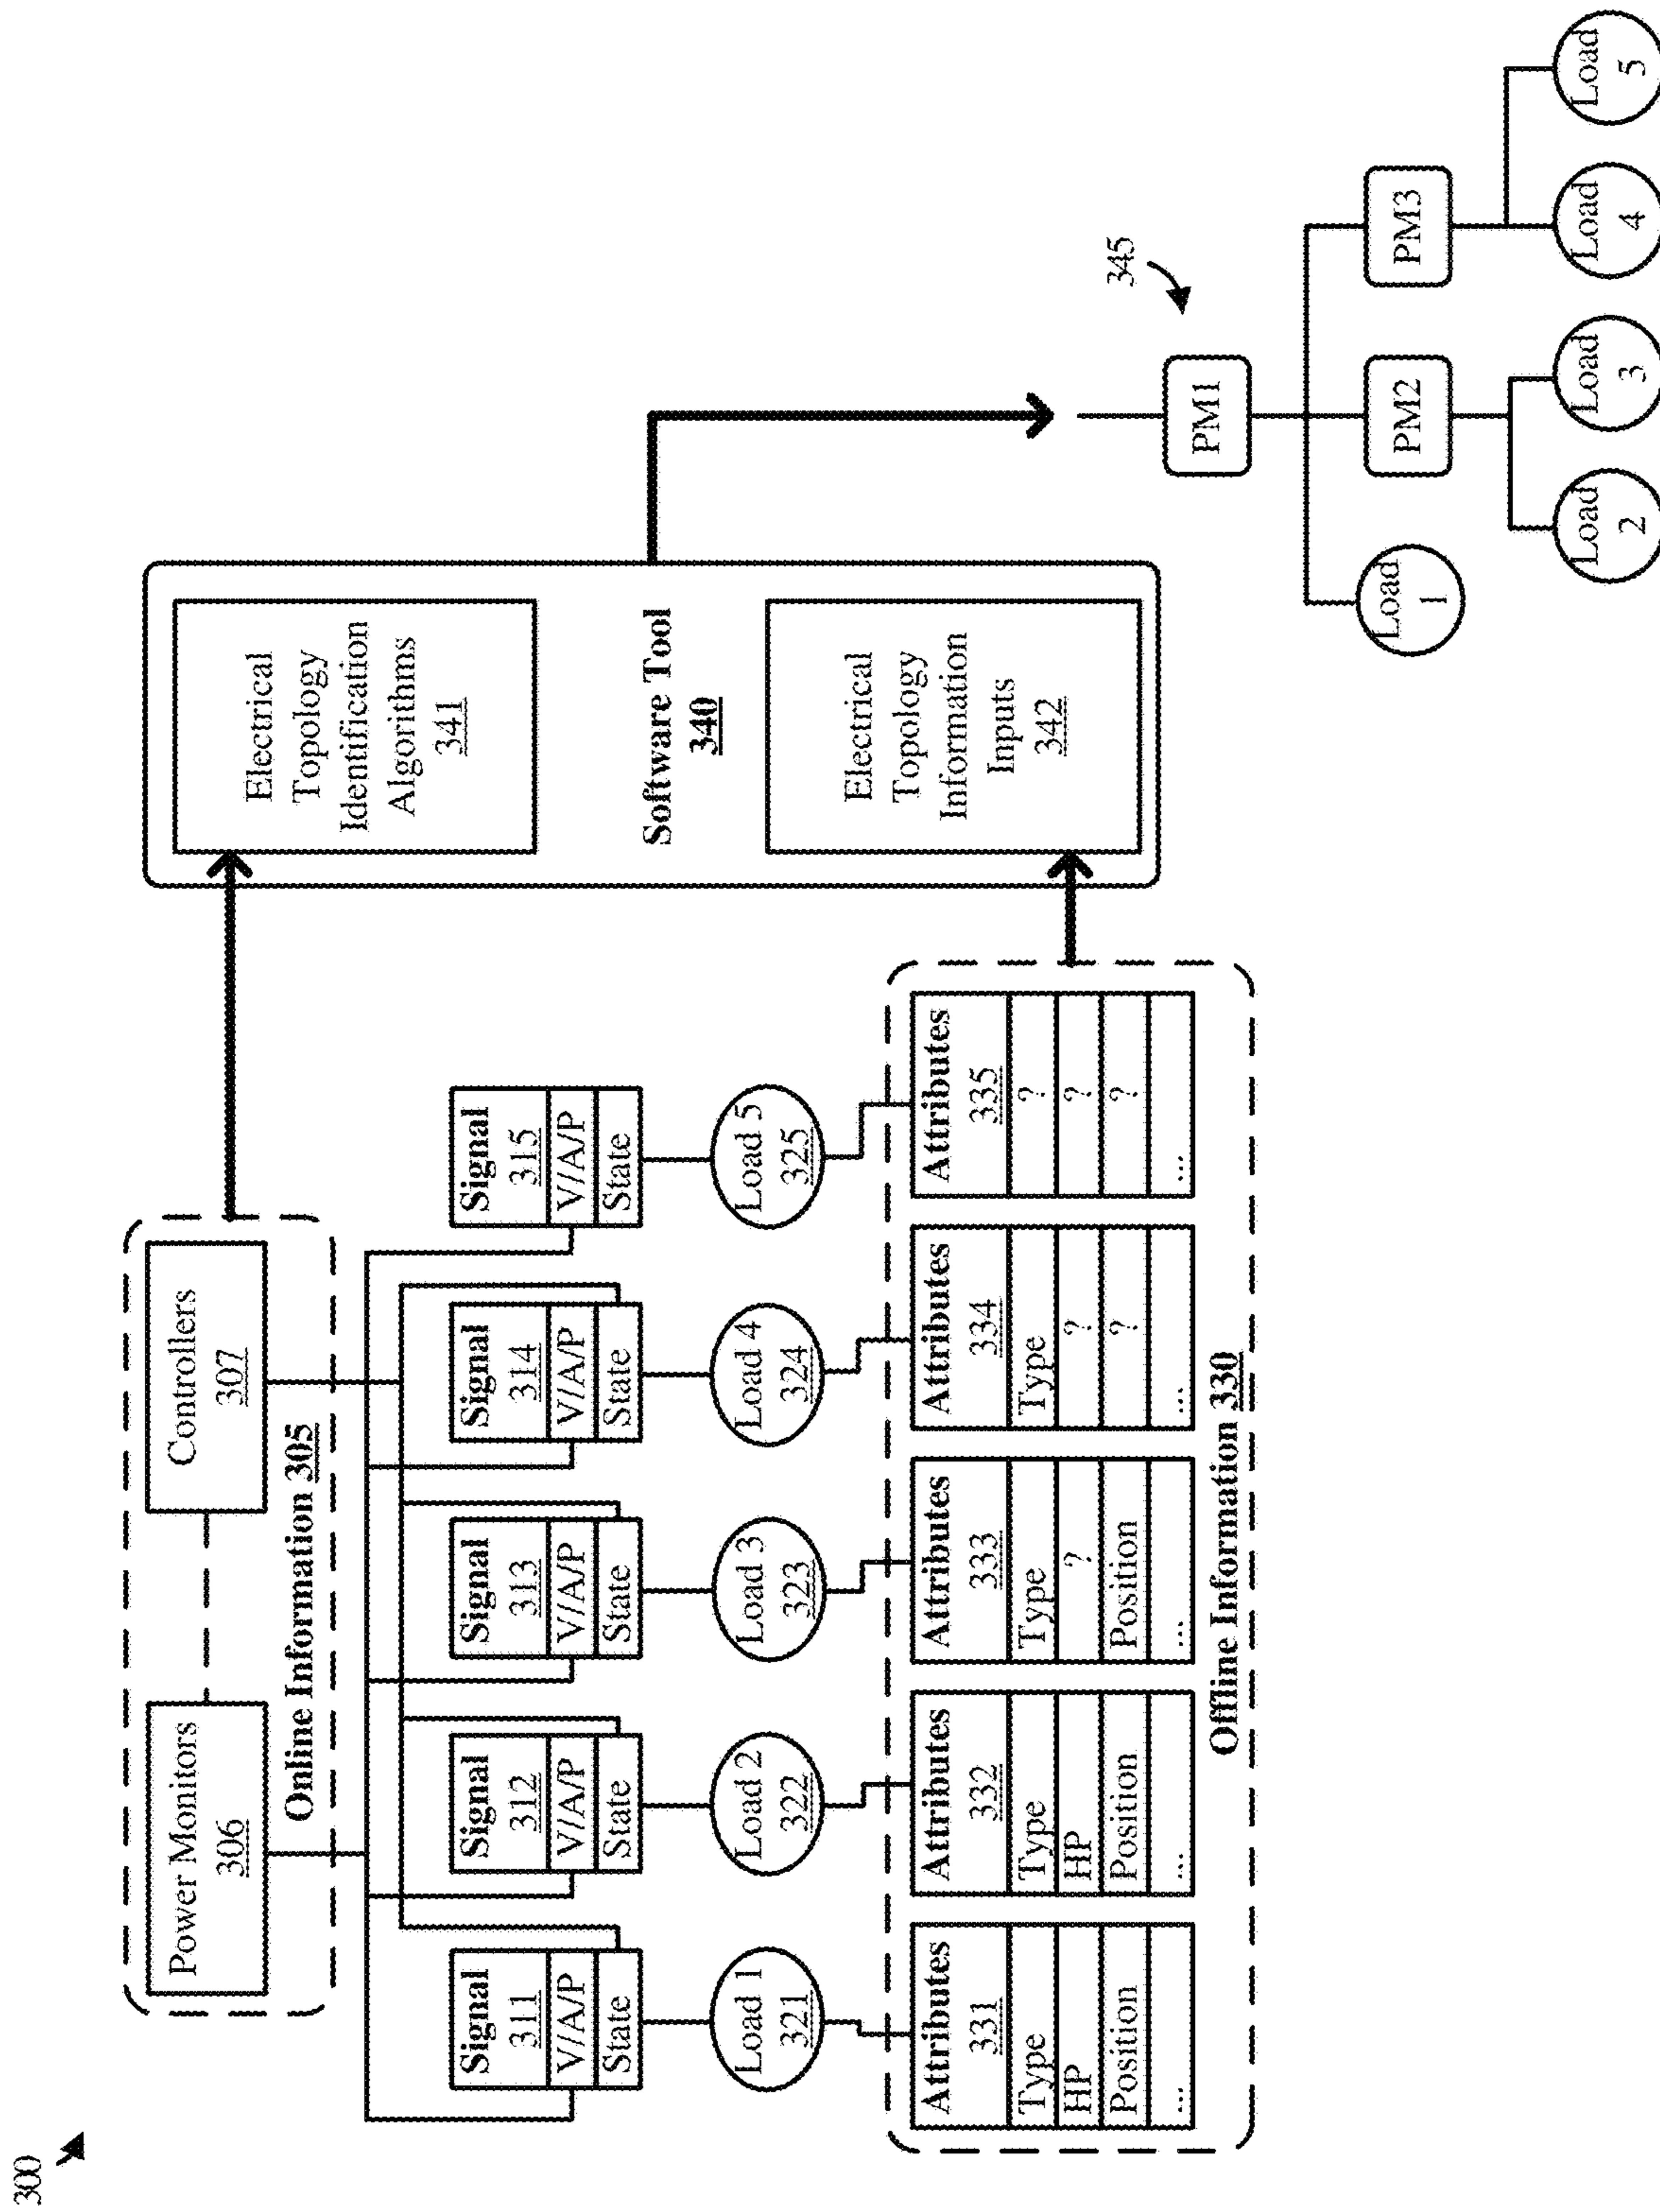 300
Power Monitors
306
Controllers
307
Online Information 305
Signal
311
V/A/P
State
Signal
312
V/A/P
State
Signal
313
V/A/P
State
Signal
314
V/A/P
State
Signal
315
V/A/P
State
Load 1
321
Load 2
322
Load 3
323
Load 4
324
Load 5
325
Attributes
331
Type
HP
Position
...
Attributes
332
Type
HP
Position
...
Attributes
333
Type
?
Position
...
Attributes
334
Type
?
?
...
Attributes
335
?
?
?
...
Offline Information 330
Electrical
Topology
Identification
Algorithms
341
Software Tool
340
Electrical
Topology
Information
Inputs
342
345
PM1
Load
1
PM2
PM3
Load
2
Load
3
Load
4
Load
5